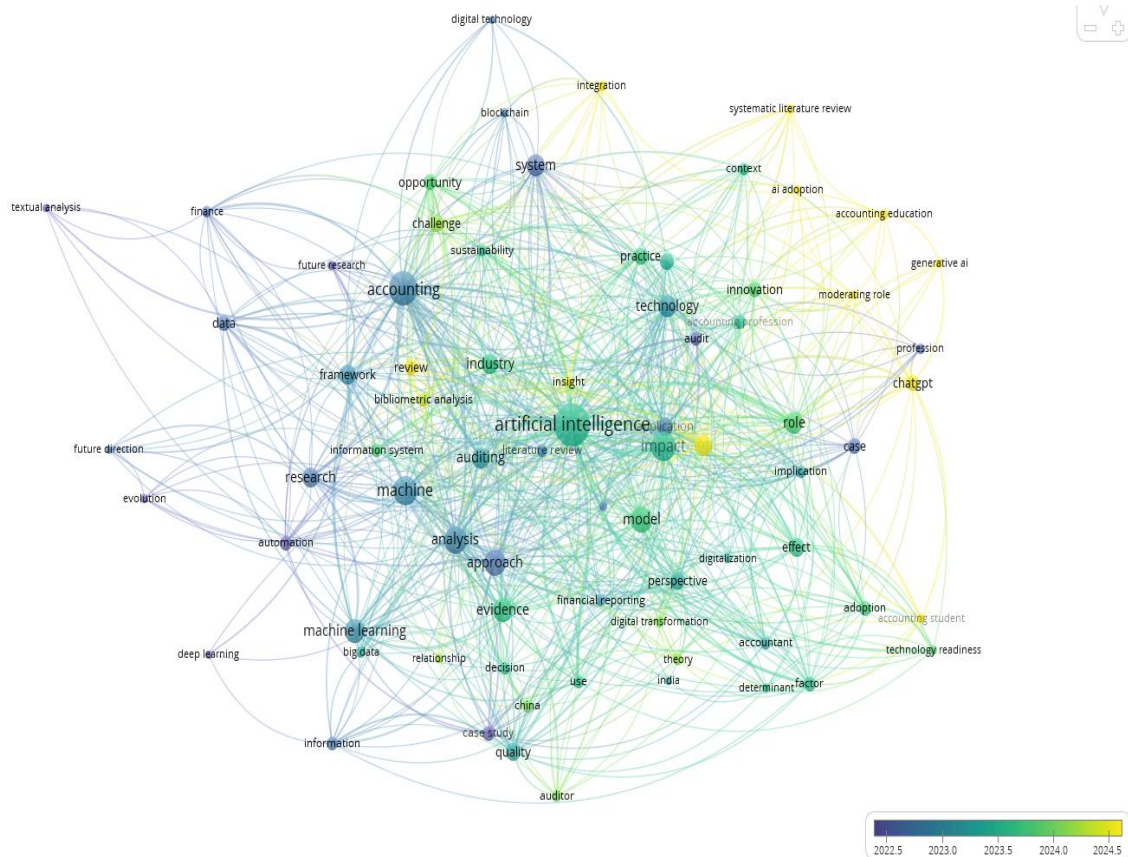 digital technology
integration
systematic literature review
blockchain
system
context
opportunity
ai adoption
textual analysis
finance
challenge
accounting education
sustainability
practice
future research
generative ai
accounting
innovation
moderating role
technology
data
accounting profession
audit
profession
industry
review
framework
insight
chatgpt
bibliometric analysis
artificial intelligence
application
role
impact
future direction
information system
literature review
case
auditing
research
implication
machine
evolution
model
analysis
automation
effect
approach
digitalization
perspective
financial reporting
evidence
adoption
digital transformation
accounting student
machine learning
accountant
technology readiness
deep learning
big data
relationship
theory
decision
use
india
determinant
factor
china
case study
information
quality
auditor
2022.5 2023.0 2023.5 2024.0 2024.5